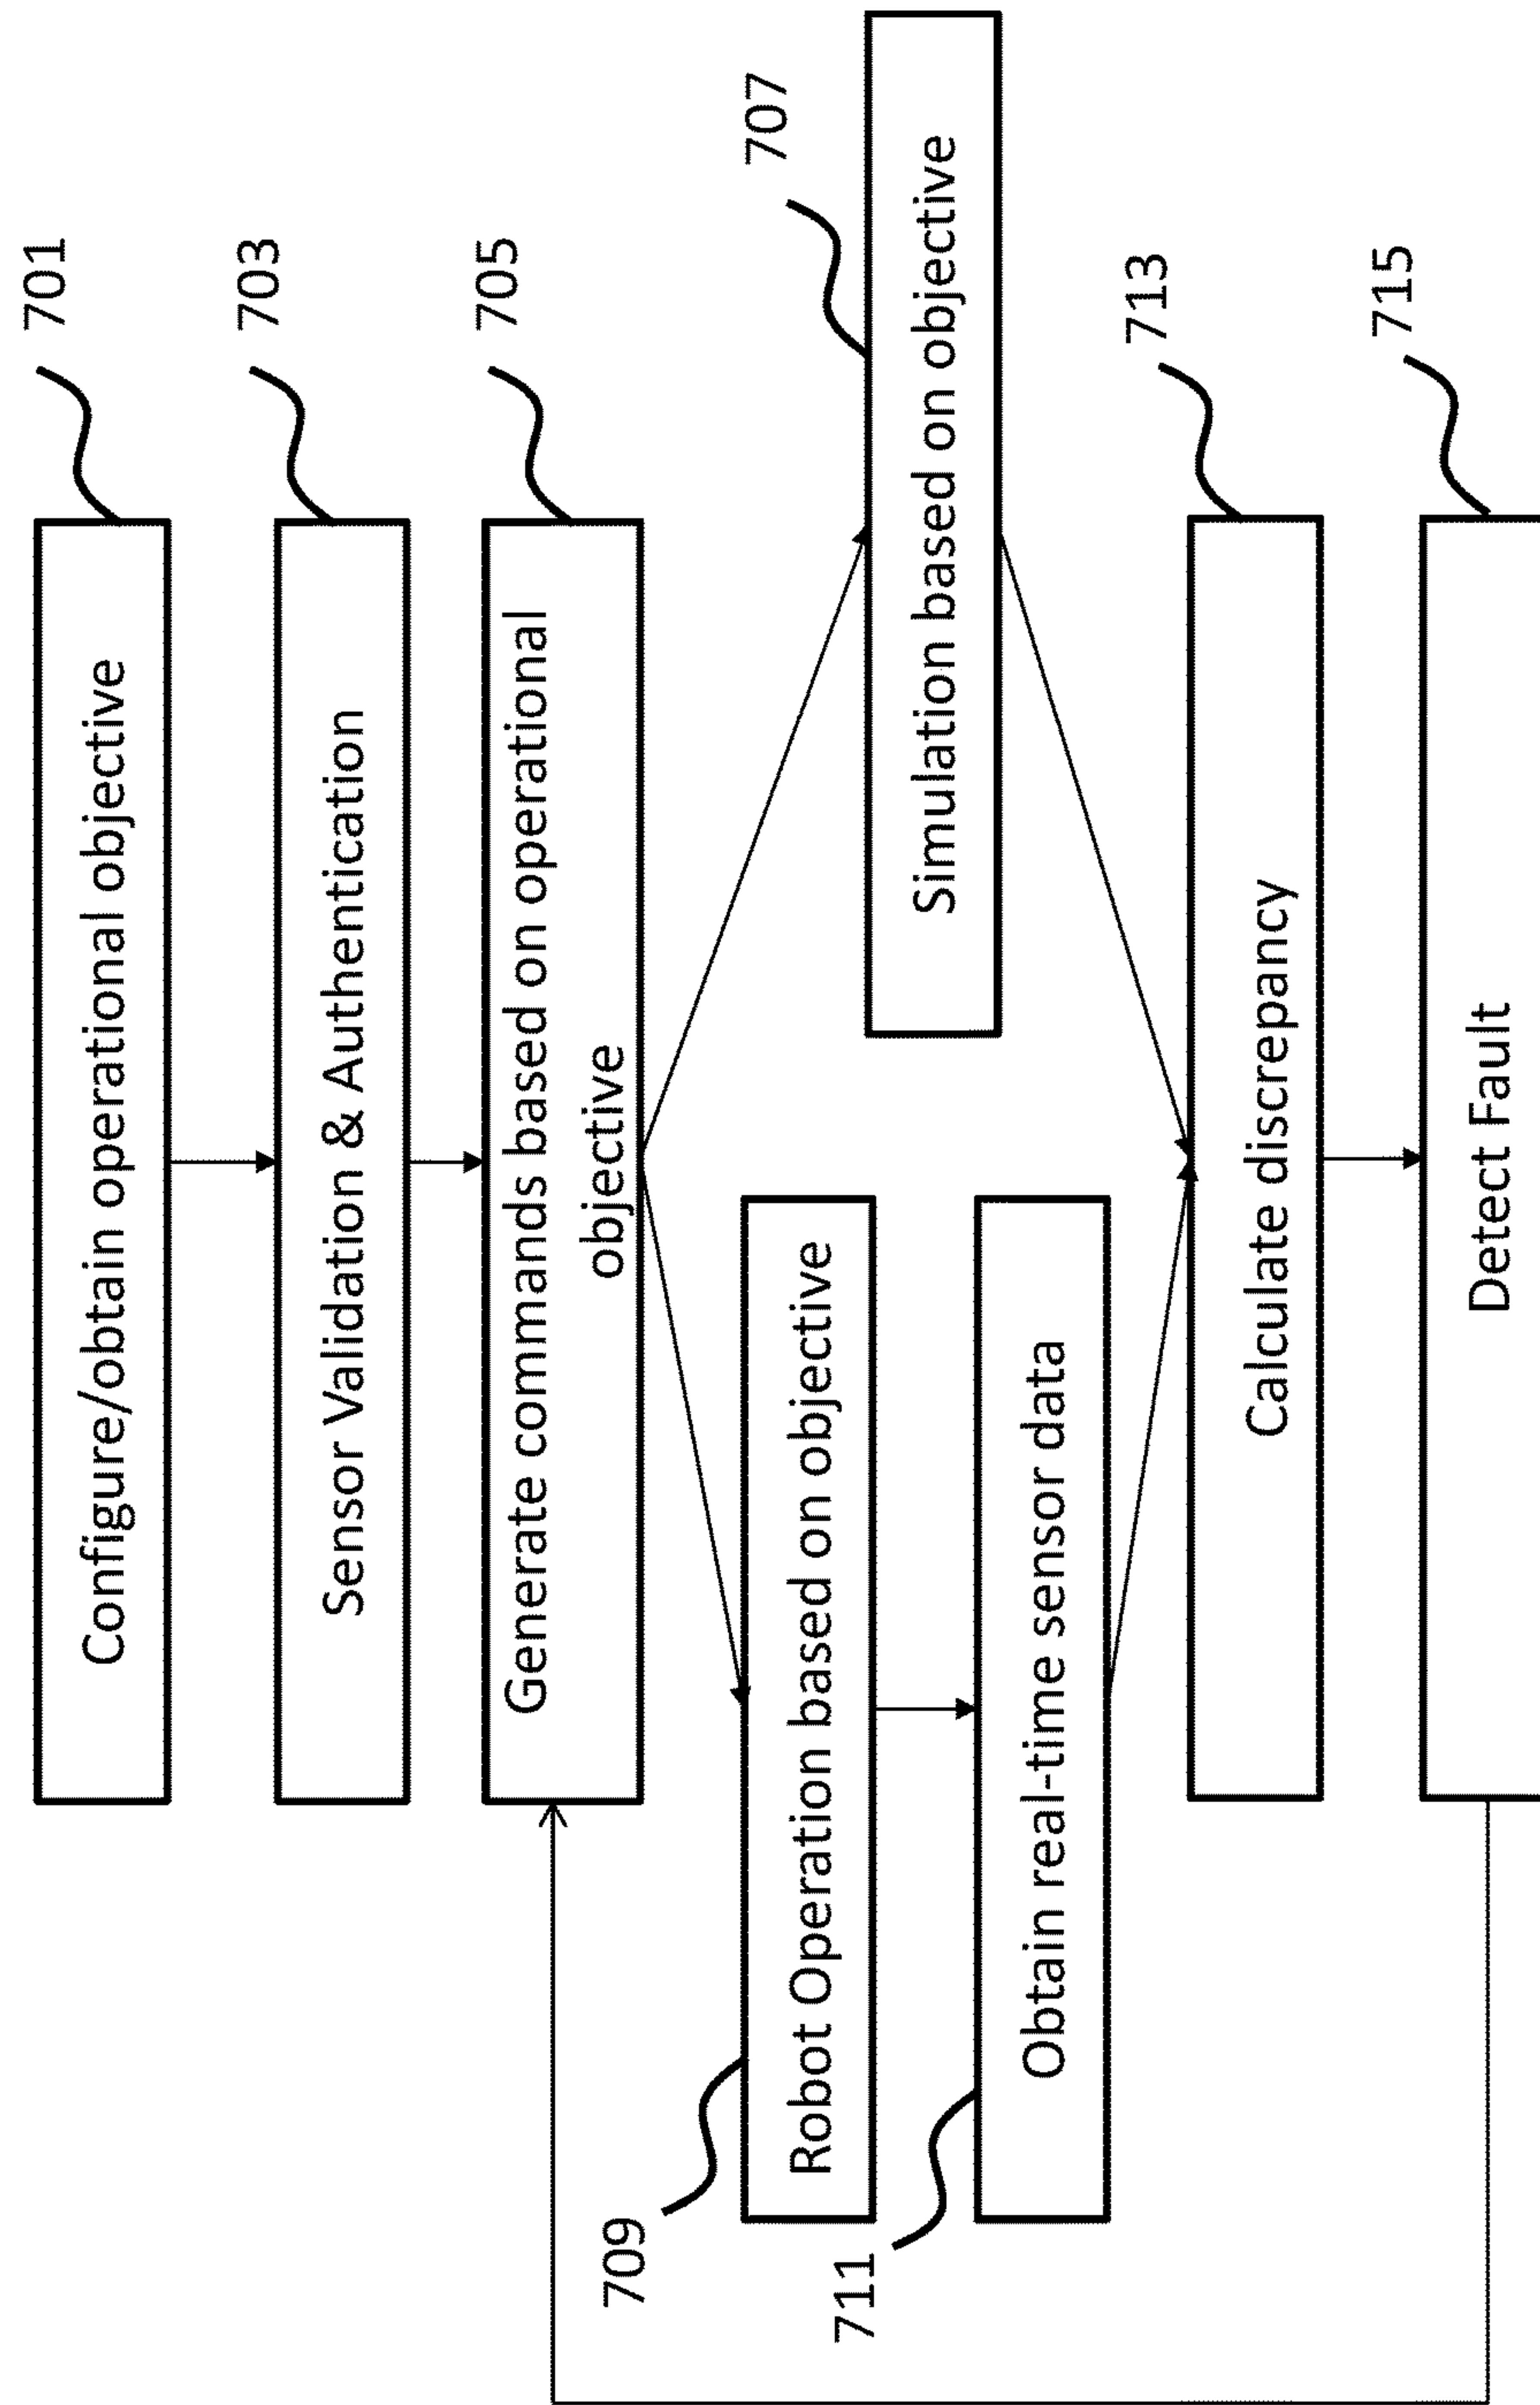 701
Configure/obtain operational objective
703
Sensor Validation & Authentication
705
Generate commands based on operational
objective
707
Simulation based on objective
709
Robot Operation based on objective
711
Obtain real-time sensor data
713
Calculate discrepancy
715
Detect Fault